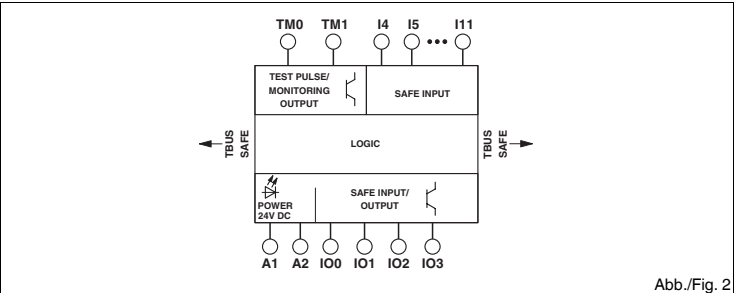 TM0 TM1 I4 I5 ••• I11
TEST PULSE/
MONITORING
OUTPUT
SAFE INPUT
TBUS
SAFE
LOGIC
TBUS
SAFE
POWER
24V DC
SAFE INPUT/
OUTPUT
A1 A2 IO0 IO1 IO2 IO3
Abb./Fig. 2